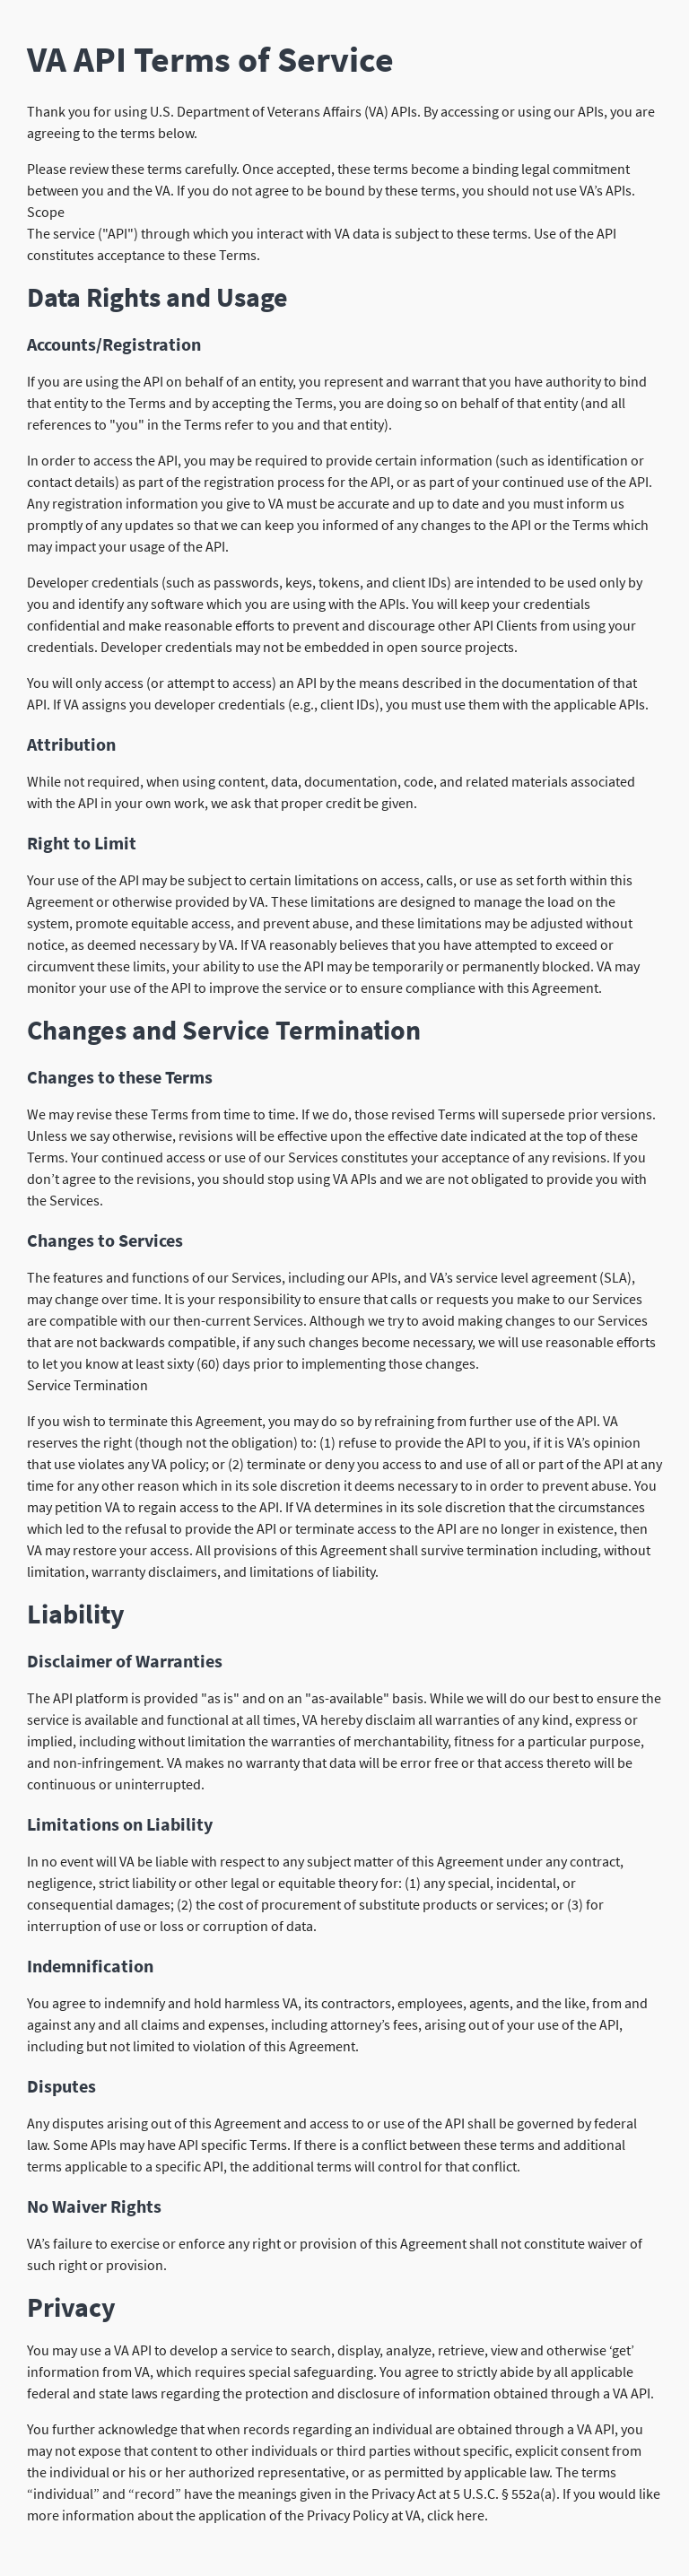 VA API Terms of Service
Thank you for using U.S. Department of Veterans Affairs (VA) APIs. By accessing or using our APIs, you are
agreeing to the terms below.
Please review these terms carefully. Once accepted, these terms become a binding legal commitment
between you and the VA. If you do not agree to be bound by these terms, you should not use VA’s APIs.
Scope
The service ("API") through which you interact with VA data is subject to these terms. Use of the API
constitutes acceptance to these Terms.
Data Rights and Usage
Accounts/Registration
If you are using the API on behalf of an entity, you represent and warrant that you have authority to bind
that entity to the Terms and by accepting the Terms, you are doing so on behalf of that entity (and all
references to "you" in the Terms refer to you and that entity).
In order to access the API, you may be required to provide certain information (such as identification or
contact details) as part of the registration process for the API, or as part of your continued use of the API.
Any registration information you give to VA must be accurate and up to date and you must inform us
promptly of any updates so that we can keep you informed of any changes to the API or the Terms which
may impact your usage of the API.
Developer credentials (such as passwords, keys, tokens, and client IDs) are intended to be used only by
you and identify any software which you are using with the APIs. You will keep your credentials
confidential and make reasonable efforts to prevent and discourage other API Clients from using your
credentials. Developer credentials may not be embedded in open source projects.
You will only access (or attempt to access) an API by the means described in the documentation of that
API. If VA assigns you developer credentials (e.g., client IDs), you must use them with the applicable APIs.
Attribution
While not required, when using content, data, documentation, code, and related materials associated
with the API in your own work, we ask that proper credit be given.
Right to Limit
Your use of the API may be subject to certain limitations on access, calls, or use as set forth within this
Agreement or otherwise provided by VA. These limitations are designed to manage the load on the
system, promote equitable access, and prevent abuse, and these limitations may be adjusted without
notice, as deemed necessary by VA. If VA reasonably believes that you have attempted to exceed or
circumvent these limits, your ability to use the API may be temporarily or permanently blocked. VA may
monitor your use of the API to improve the service or to ensure compliance with this Agreement.
Changes and Service Termination
Changes to these Terms
We may revise these Terms from time to time. If we do, those revised Terms will supersede prior versions.
Unless we say otherwise, revisions will be effective upon the effective date indicated at the top of these
Terms. Your continued access or use of our Services constitutes your acceptance of any revisions. If you
don’t agree to the revisions, you should stop using VA APIs and we are not obligated to provide you with
the Services.
Changes to Services
The features and functions of our Services, including our APIs, and VA’s service level agreement (SLA),
may change over time. It is your responsibility to ensure that calls or requests you make to our Services
are compatible with our then-current Services. Although we try to avoid making changes to our Services
that are not backwards compatible, if any such changes become necessary, we will use reasonable efforts
to let you know at least sixty (60) days prior to implementing those changes.
Service Termination
If you wish to terminate this Agreement, you may do so by refraining from further use of the API. VA
reserves the right (though not the obligation) to: (1) refuse to provide the API to you, if it is VA’s opinion
that use violates any VA policy; or (2) terminate or deny you access to and use of all or part of the API at any
time for any other reason which in its sole discretion it deems necessary to in order to prevent abuse. You
may petition VA to regain access to the API. If VA determines in its sole discretion that the circumstances
which led to the refusal to provide the API or terminate access to the API are no longer in existence, then
VA may restore your access. All provisions of this Agreement shall survive termination including, without
limitation, warranty disclaimers, and limitations of liability.
Liability
Disclaimer of Warranties
The API platform is provided "as is" and on an "as-available" basis. While we will do our best to ensure the
service is available and functional at all times, VA hereby disclaim all warranties of any kind, express or
implied, including without limitation the warranties of merchantability, fitness for a particular purpose,
and non-infringement. VA makes no warranty that data will be error free or that access thereto will be
continuous or uninterrupted.
Limitations on Liability
In no event will VA be liable with respect to any subject matter of this Agreement under any contract,
negligence, strict liability or other legal or equitable theory for: (1) any special, incidental, or
consequential damages; (2) the cost of procurement of substitute products or services; or (3) for
interruption of use or loss or corruption of data.
Indemnification
You agree to indemnify and hold harmless VA, its contractors, employees, agents, and the like, from and
against any and all claims and expenses, including attorney’s fees, arising out of your use of the API,
including but not limited to violation of this Agreement.
Disputes
Any disputes arising out of this Agreement and access to or use of the API shall be governed by federal
law. Some APIs may have API specific Terms. If there is a conflict between these terms and additional
terms applicable to a specific API, the additional terms will control for that conflict.
No Waiver Rights
VA’s failure to exercise or enforce any right or provision of this Agreement shall not constitute waiver of
such right or provision.
Privacy
You may use a VA API to develop a service to search, display, analyze, retrieve, view and otherwise ‘get’
information from VA, which requires special safeguarding. You agree to strictly abide by all applicable
federal and state laws regarding the protection and disclosure of information obtained through a VA API.
You further acknowledge that when records regarding an individual are obtained through a VA API, you
may not expose that content to other individuals or third parties without specific, explicit consent from
the individual or his or her authorized representative, or as permitted by applicable law. The terms
“individual” and “record” have the meanings given in the Privacy Act at 5 U.S.C. § 552a(a). If you would like
more information about the application of the Privacy Policy at VA, click here.